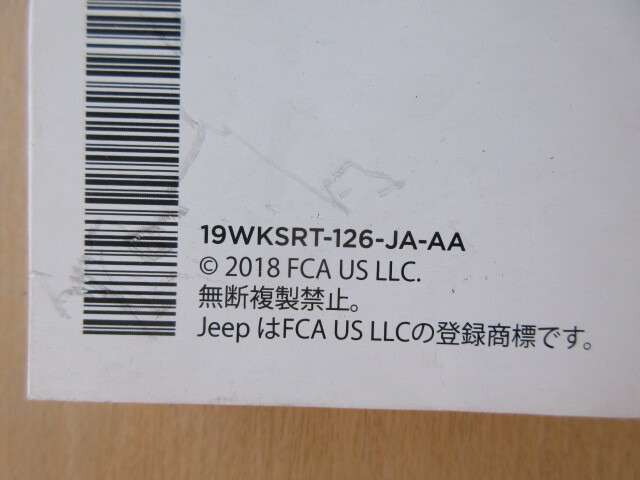 19WKSRT-126-JA-AA
© 2018 FCA US LLC.
無断複製禁止。
Jeep はFCA US LLCの登録商標です。